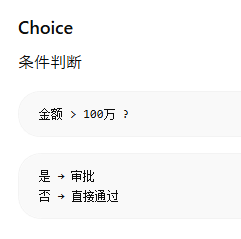 Choice
条件判断
金额 > 100万 ?
是 → 审批
否 → 直接通过